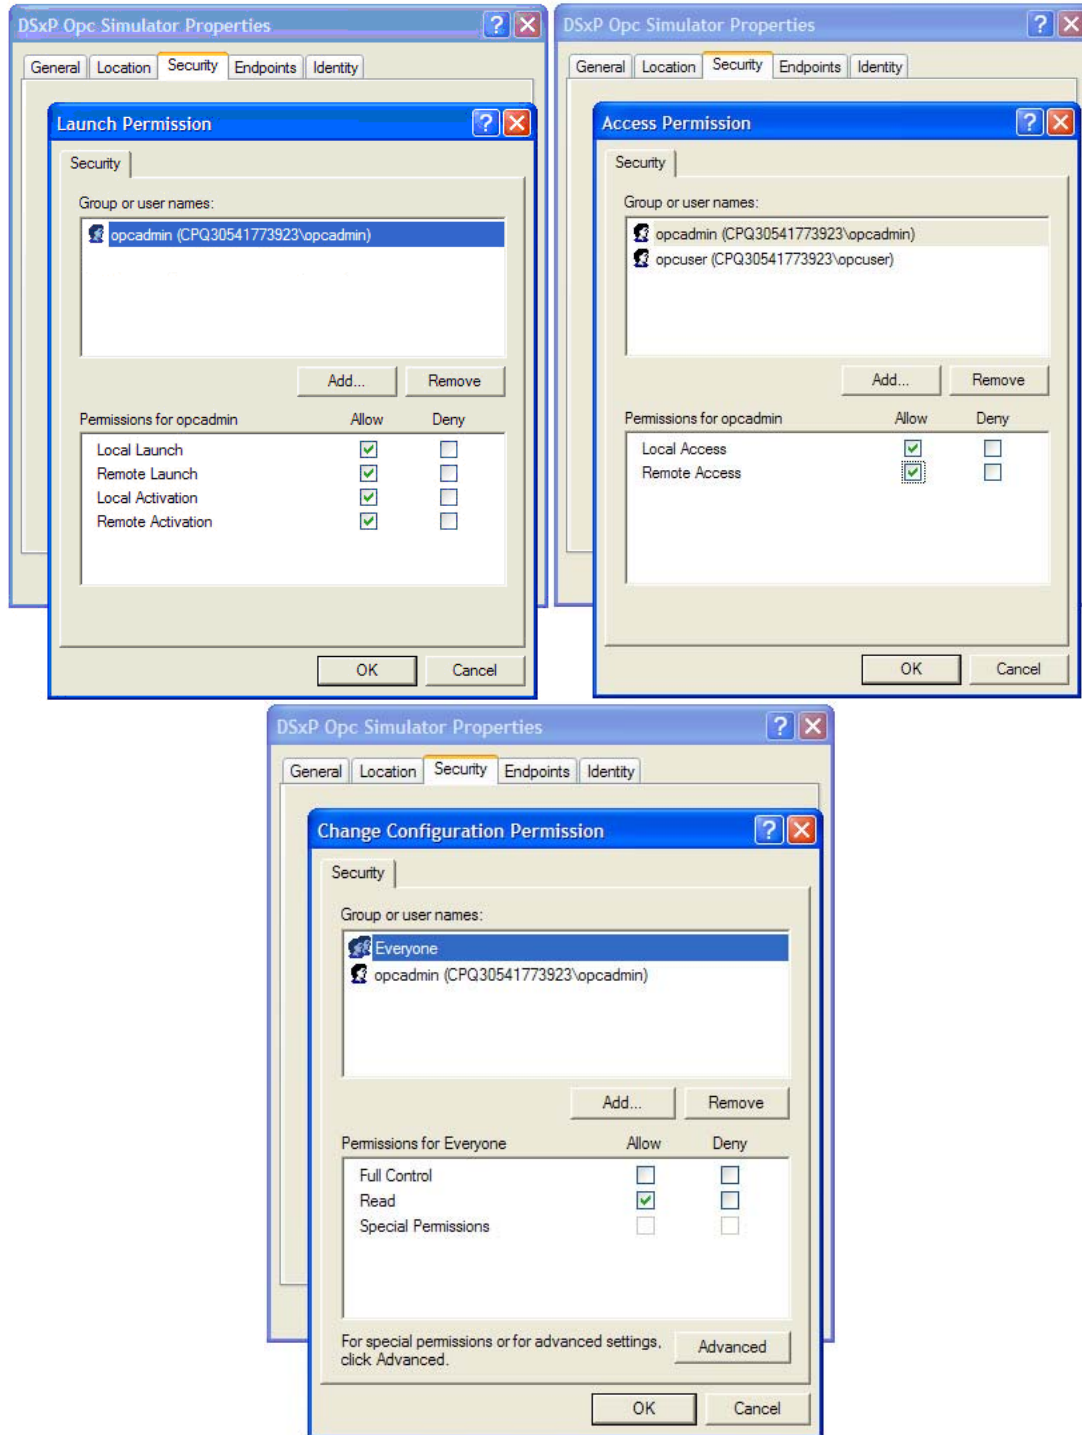 DSxP Opc Simulator Properties
General Location Security Endpoints Identity
Launch Permission
Security
Group or user names:
opcadmin (CPQ30541773923\opcadmin)
Add... Remove
Permissions for opcadmin Allow Deny
Local Launch
Remote Launch
Local Activation
Remote Activation
OK Cancel
DSxP Opc Simulator Properties
General Location Security Endpoints Identity
Access Permission
Security
Group or user names:
opcadmin (CPQ30541773923\opcadmin)
opcuser (CPQ30541773923\opcuser)
Add... Remove
Permissions for opcadmin Allow Deny
Local Access
Remote Access
OK Cancel
DSxP Opc Simulator Properties
General Location Security Endpoints Identity
Change Configuration Permission
Security
Group or user names:
Everyone
opcadmin (CPQ30541773923\opcadmin)
Add... Remove
Permissions for Everyone Allow Deny
Full Control
Read
Special Permissions
For special permissions or for advanced settings,
click Advanced.
Advanced
OK Cancel